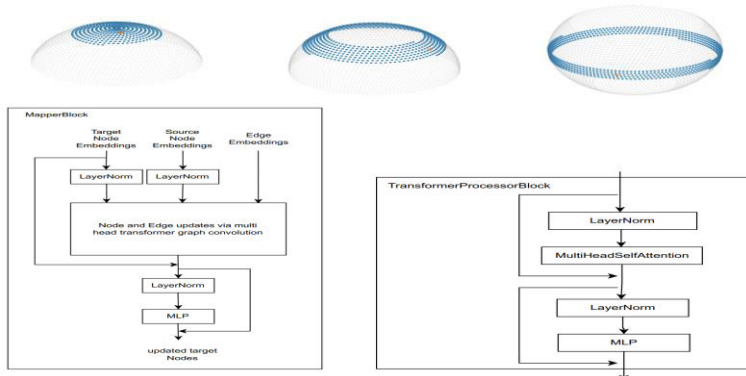 MapperBlock
Target
Node
Embeddings
Source
Node
Embeddings
Edge
Embeddings
LayerNorm
LayerNorm
Node and Edge updates via multi
head transformer graph convolution
LayerNorm
MLP
updated target
Nodes
TransformerProcessorBlock
LayerNorm
MultiHeadSelfAttention
LayerNorm
MLP